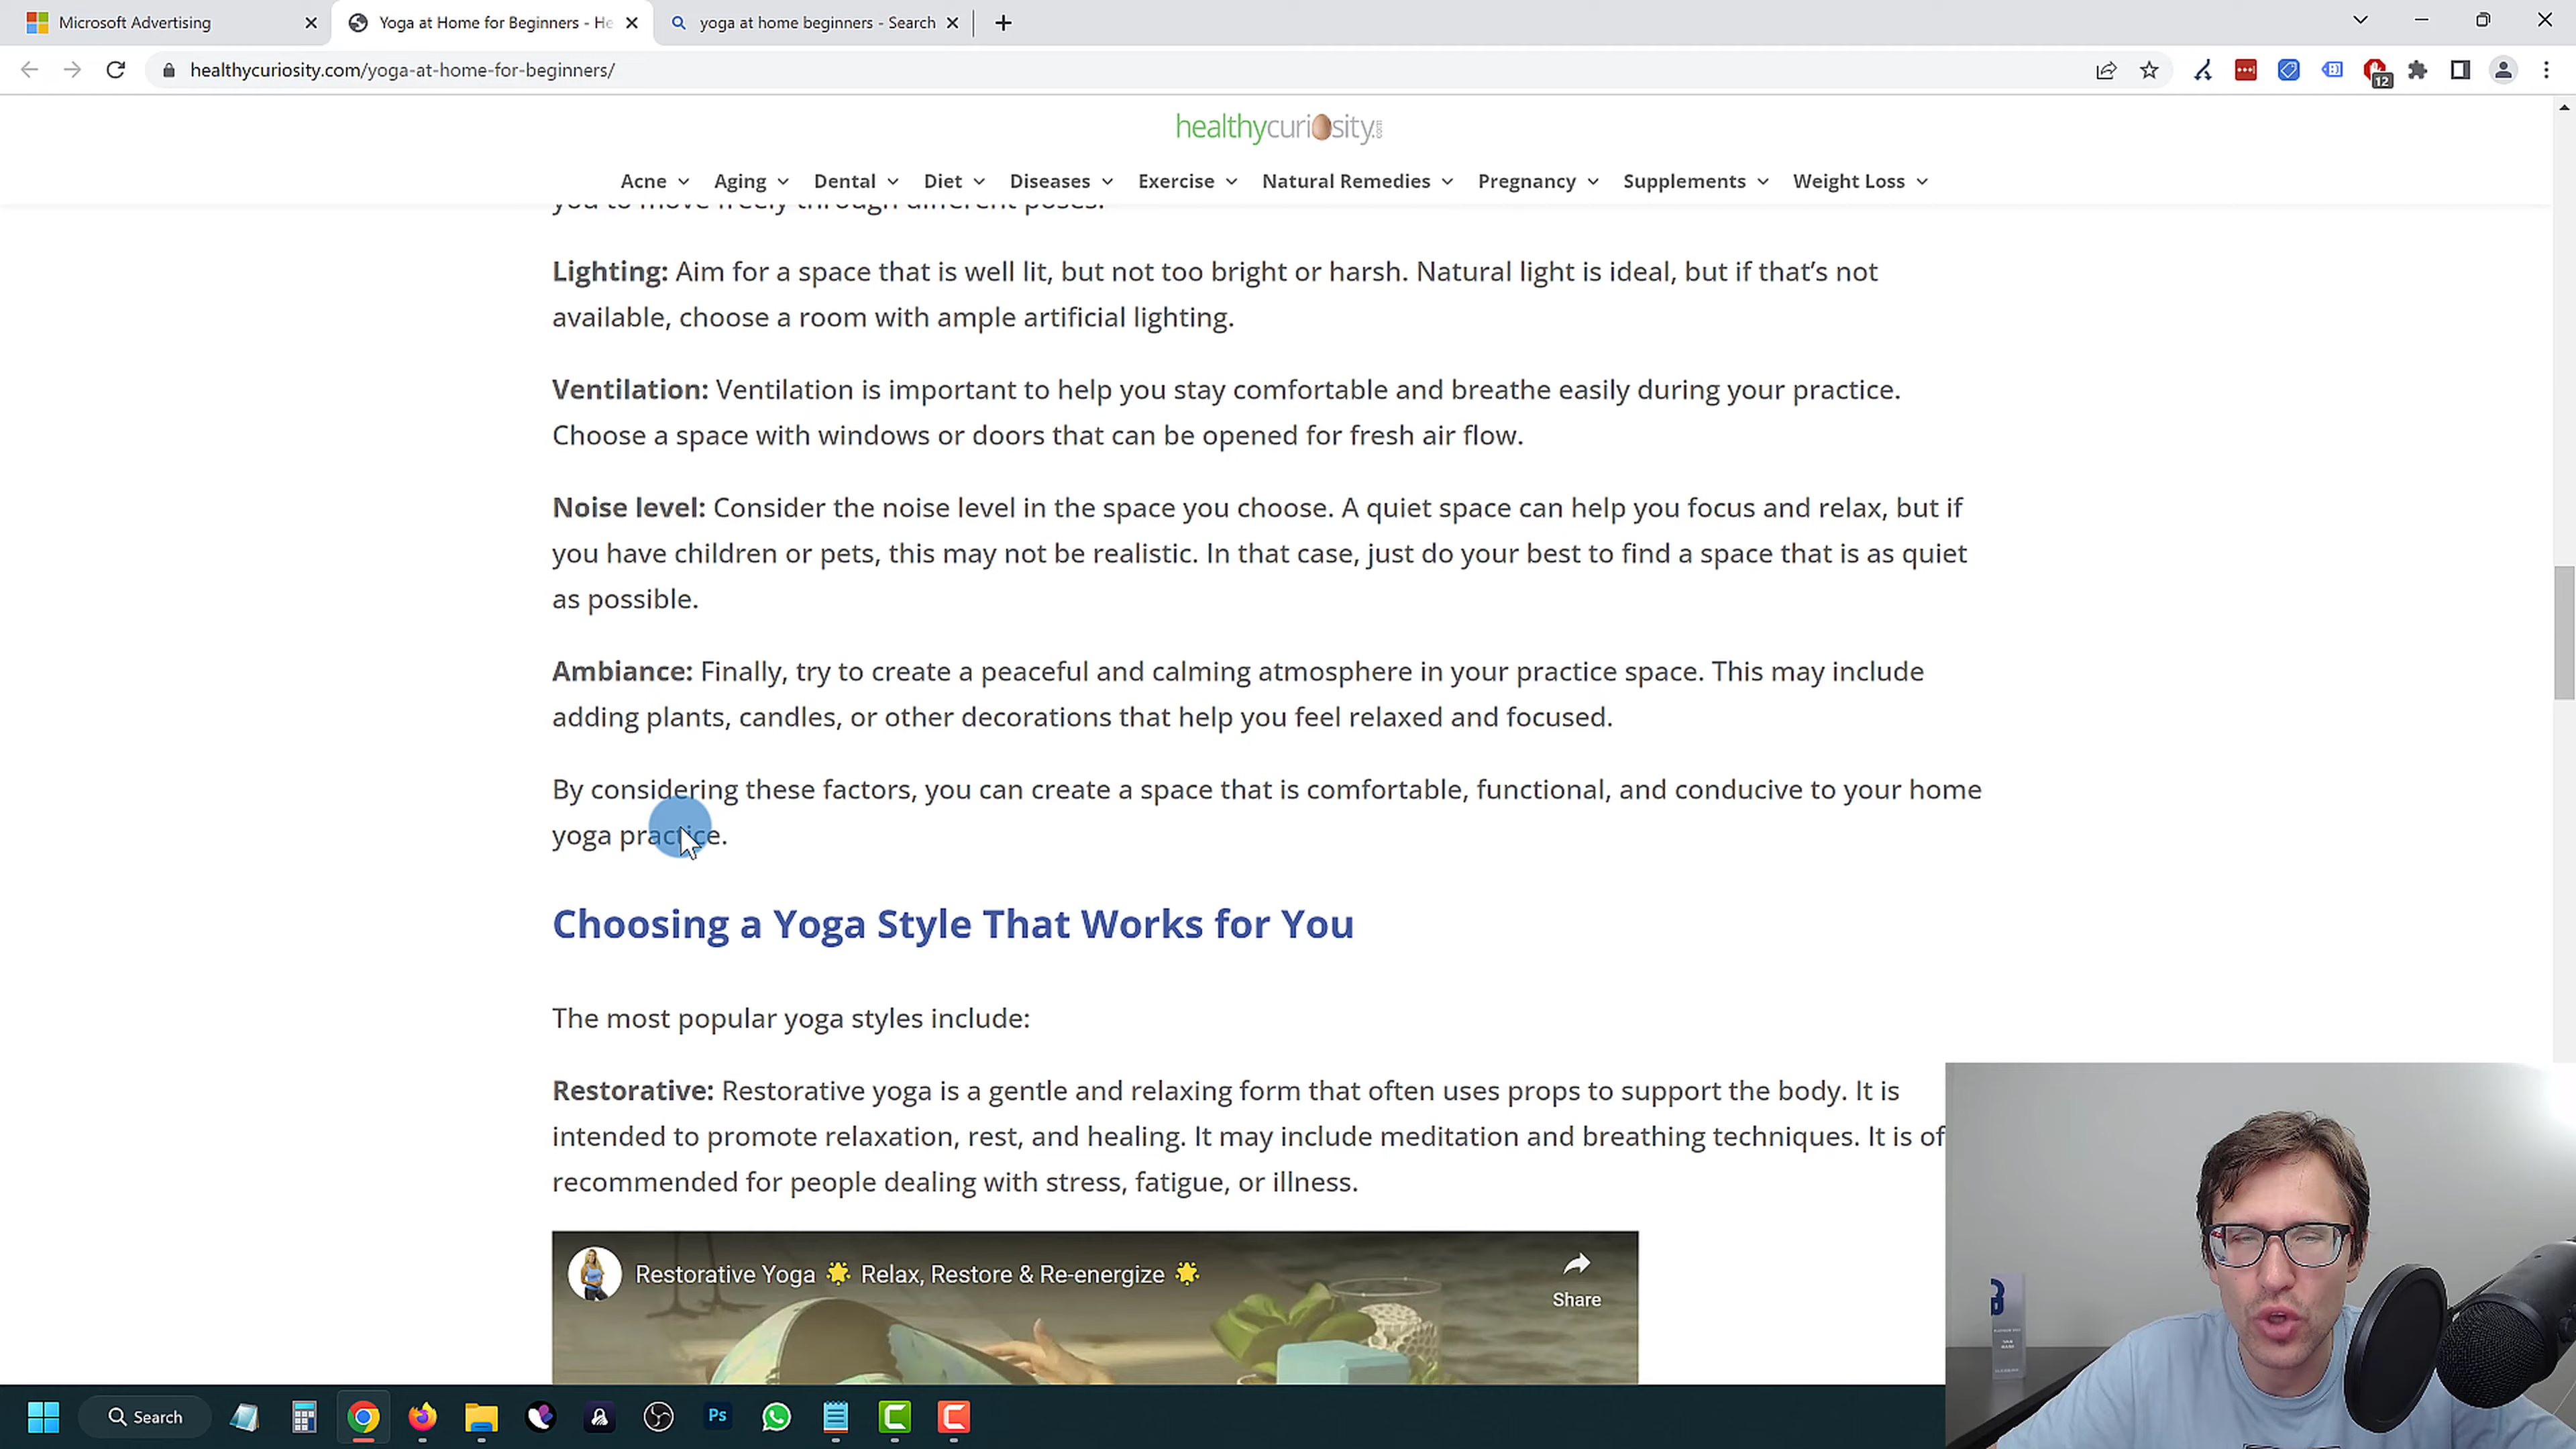 Microsoft Advertising
Yoga at Home for Beginners - He
yoga at home beginners - Search
healthycuriosity.com/yoga-at-home-for-beginners/
12
healthycuriosity.com
Acne Aging Dental Diet Diseases Exercise Natural Remedies Pregnancy Supplements Weight Loss
you to move freely through different poses.
Lighting: Aim for a space that is well lit, but not too bright or harsh. Natural light is ideal, but if that’s not
available, choose a room with ample artificial lighting.
Ventilation: Ventilation is important to help you stay comfortable and breathe easily during your practice.
Choose a space with windows or doors that can be opened for fresh air flow.
Noise level: Consider the noise level in the space you choose. A quiet space can help you focus and relax, but if
you have children or pets, this may not be realistic. In that case, just do your best to find a space that is as quiet
as possible.
Ambiance: Finally, try to create a peaceful and calming atmosphere in your practice space. This may include
adding plants, candles, or other decorations that help you feel relaxed and focused.
By considering these factors, you can create a space that is comfortable, functional, and conducive to your home
yoga practice.
Choosing a Yoga Style That Works for You
The most popular yoga styles include:
Restorative: Restorative yoga is a gentle and relaxing form that often uses props to support the body. It is
intended to promote relaxation, rest, and healing. It may include meditation and breathing techniques. It is of
recommended for people dealing with stress, fatigue, or illness.
Restorative Yoga 🌟 Relax, Restore & Re-energize 🌟
Share
Search
Ps